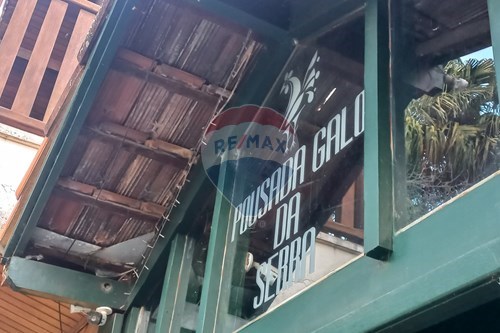 RE/MAX
POUSADA GALO
DA
SERRA